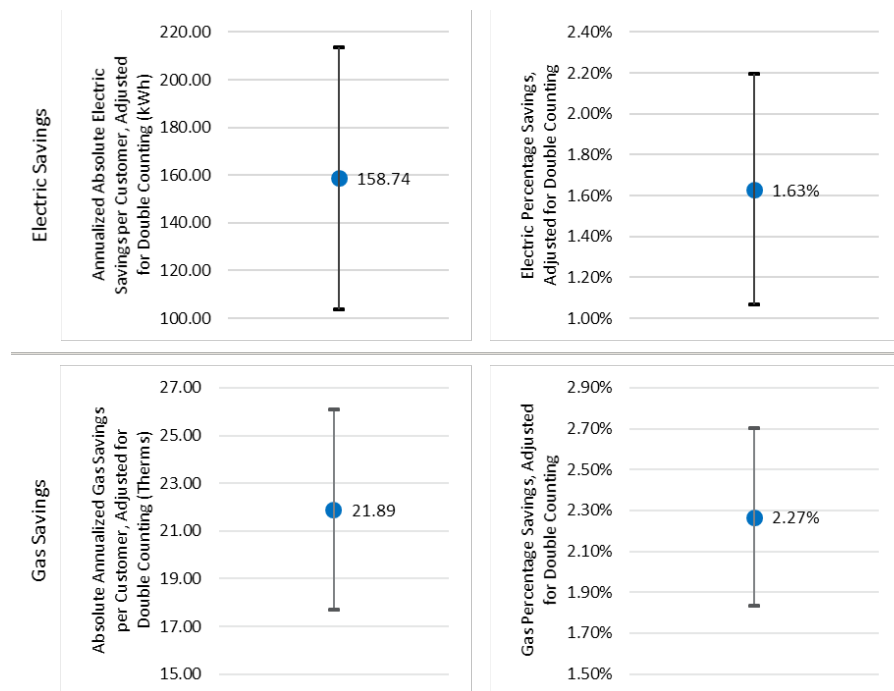 Electric Savings
Annualized Absolute Electric
Savings per Customer, Adjusted
for Double Counting (kWh)
220.00
200.00
180.00
160.00
140.00
120.00
100.00
158.74
Electric Percentage Savings,
Adjusted for Double Counting
2.40%
2.20%
2.00%
1.80%
1.60%
1.40%
1.20%
1.00%
1.63%
Gas Savings
Absolute Annualized Gas Savings
per Customer, Adjusted for
Double Counting (Therms)
27.00
25.00
23.00
21.00
19.00
17.00
15.00
21.89
Gas Percentage Savings, Adjusted
for Double Counting
2.90%
2.70%
2.50%
2.30%
2.10%
1.90%
1.70%
1.50%
2.27%